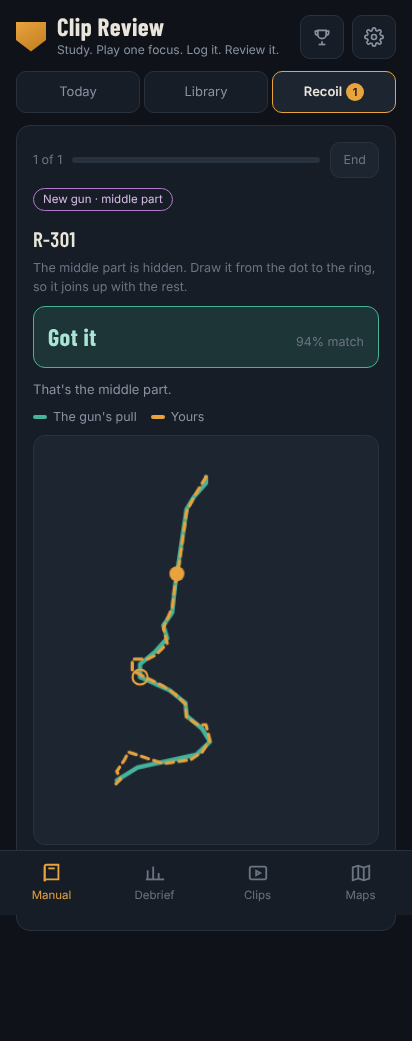 Clip Review
Study. Play one focus. Log it. Review it.
Today
Library
Recoil 1
1 of 1
End
New gun · middle part
R-301
The middle part is hidden. Draw it from the dot to the ring,
so it joins up with the rest.
Got it
94% match
That's the middle part.
The gun's pull
Yours
Manual
Debrief
Clips
Maps